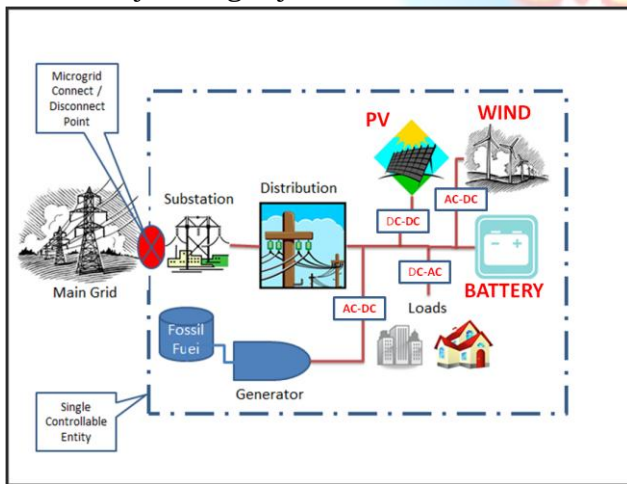 Microgrid
Connect /
Disconnect
Point
PV
WIND
Substation
Distribution
DC-DC
AC-DC
Main Grid
DC-AC
BATTERY
AC-DC
Loads
Fossil
Fuei
Generator
Single
Controllable
Entity